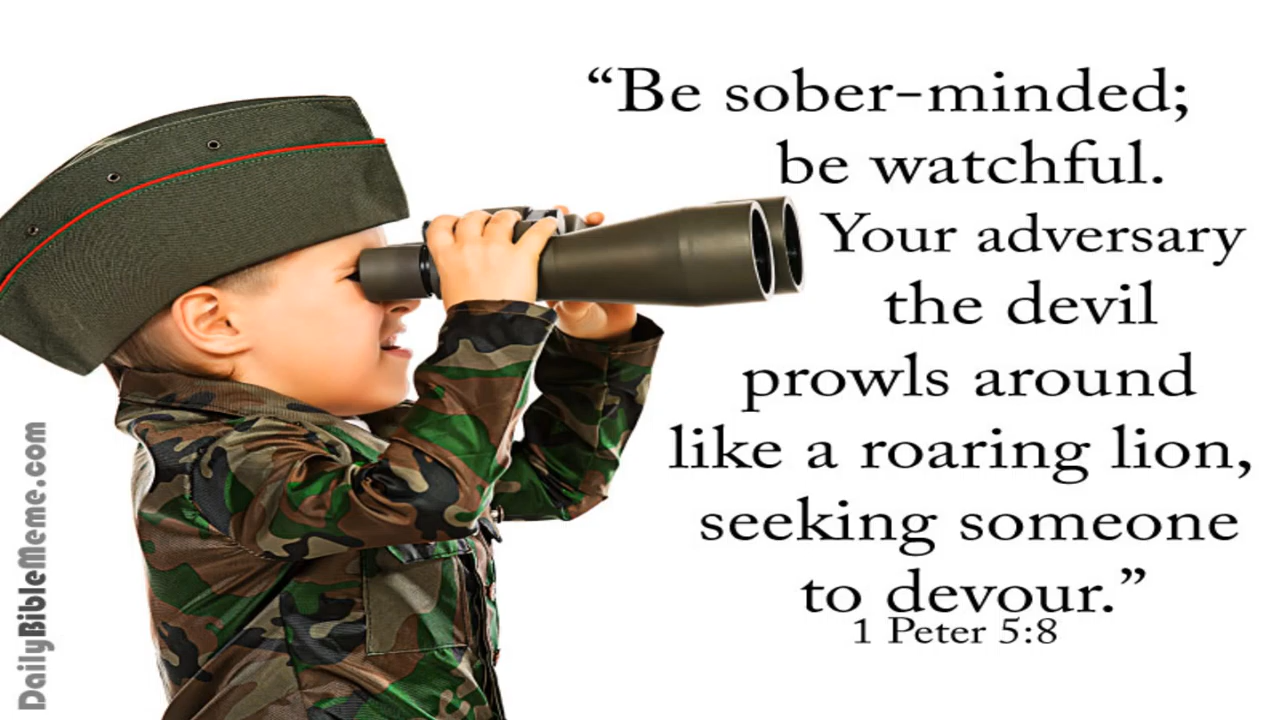 “Be sober-minded;
be watchful.
Your adversary
the devil
prowls around
like a roaring lion,
seeking someone
to devour.”
1 Peter 5:8
DailyBibleMeme.com